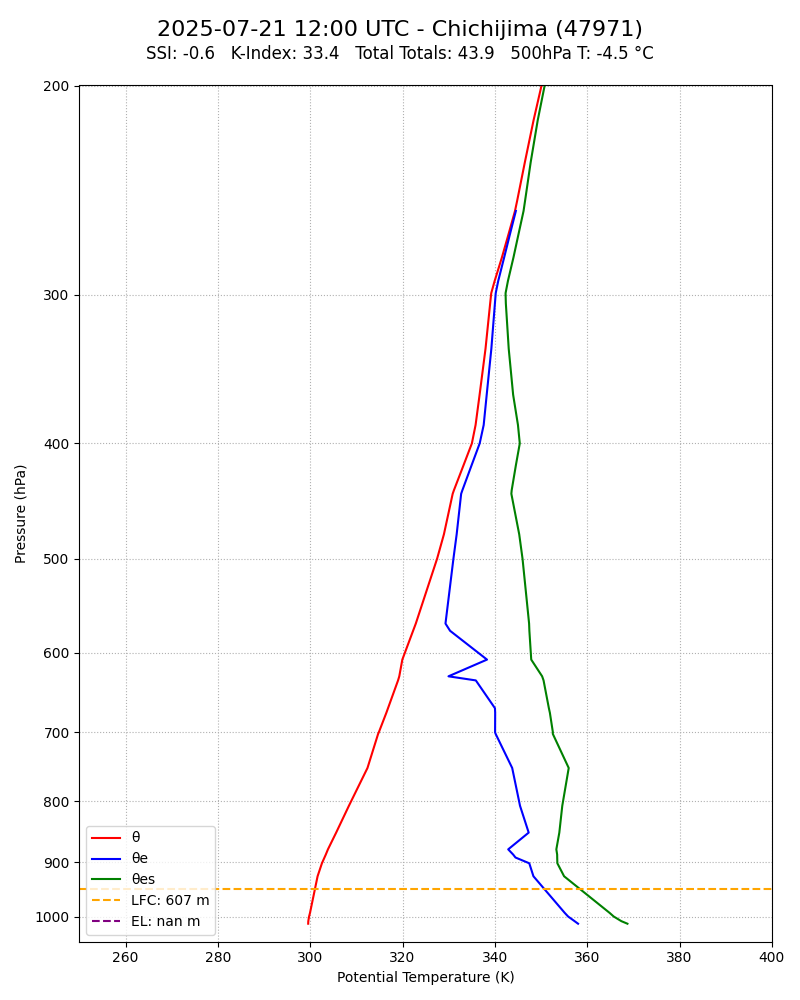 2025-07-21 12:00 UTC - Chichijima (47971)
SSI: -0.6   K-Index: 33.4   Total Totals: 43.9   500hPa T: -4.5 °C
200
300
400
500
600
700
800
900
1000
Pressure (hPa)
θ
θe
θes
LFC: 607 m
EL: nan m
260 280 300 320 340 360 380 400
Potential Temperature (K)